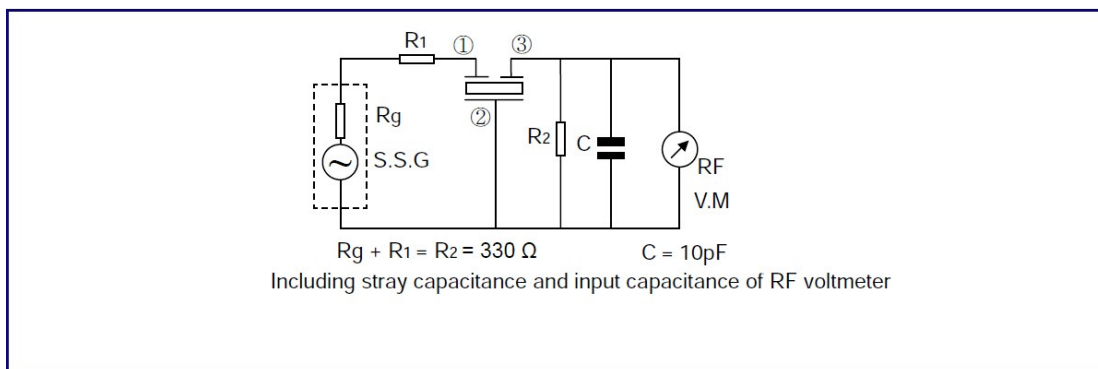 R1
①
③
Rg
②
R2
C
S.S.G
RF
V.M
Rg + R1 = R2 = 330 Ω
C = 10pF
Including stray capacitance and input capacitance of RF voltmeter